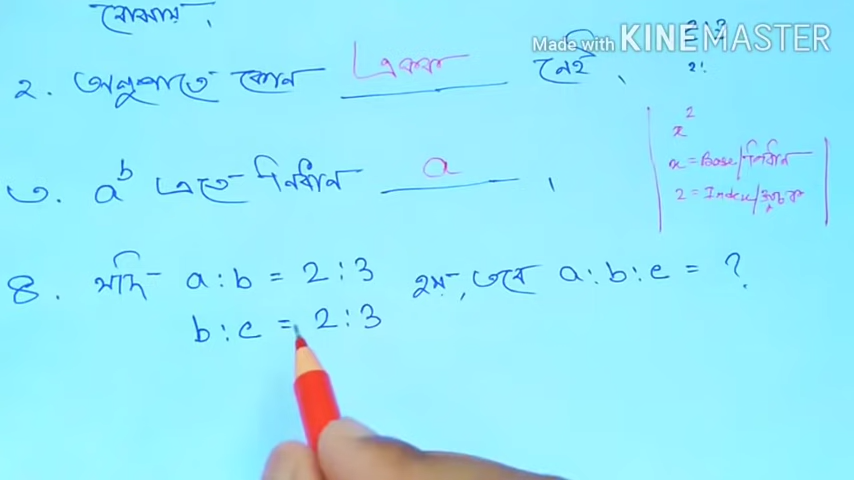 বোঝায়।
Made with KINEMASTER
২. অনুপাতে কোন একক নেই।
৩. a^b এতে নিধান a ।
x^2
x = Base/নিধান
2 = Index/সূচক
৪. যদি a:b = 2:3 হয়, তবে a:b:c = ?
b:c = 2:3